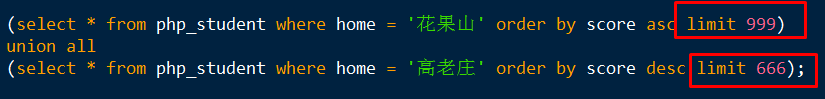 (select * from php_student where home = '花果山' order by score asc limit 999)
union all
(select * from php_student where home = '高老庄' order by score desc limit 666);